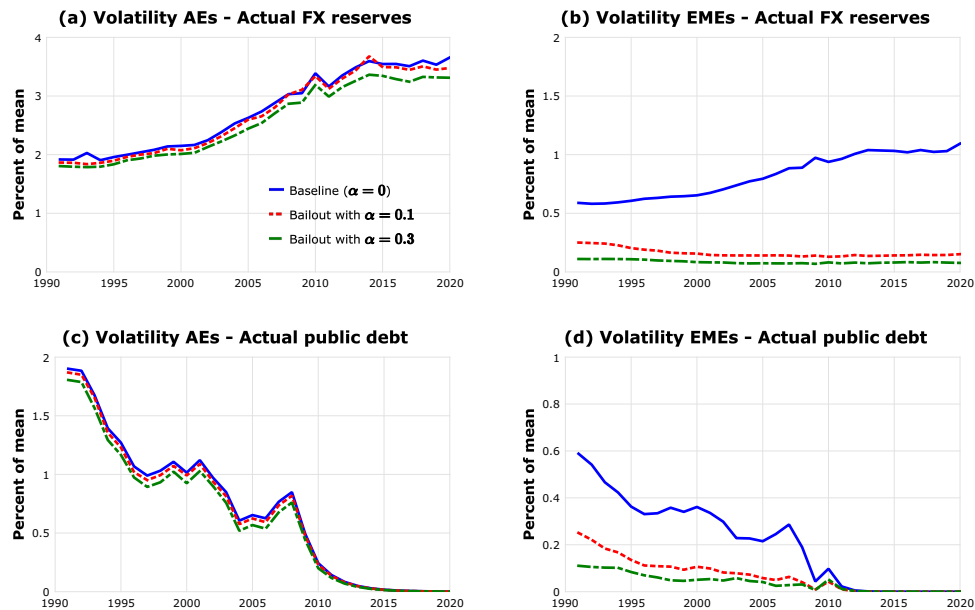 (a) Volatility AEs - Actual FX reserves
Percent of mean
4
3
2
1
0
1990 1995 2000 2005 2010 2015 2020
Baseline (α = 0)
Bailout with α = 0.1
Bailout with α = 0.3
(b) Volatility EMEs - Actual FX reserves
Percent of mean
2
1.5
1
0.5
0
1990 1995 2000 2005 2010 2015 2020
(c) Volatility AEs - Actual public debt
Percent of mean
2
1.5
1
0.5
0
1990 1995 2000 2005 2010 2015 2020
(d) Volatility EMEs - Actual public debt
Percent of mean
1
0.8
0.6
0.4
0.2
0
1990 1995 2000 2005 2010 2015 2020